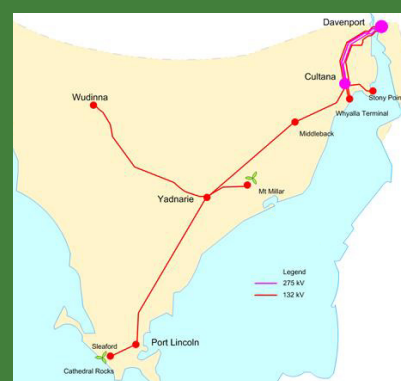 Davenport
Cultana
Stony Point
Whyalla Terminal
Wudinna
Middleback
Mt Millar
Yadnarie
Legend
275 kV
132 kV
Port Lincoln
Sleaford
Cathedral Rocks